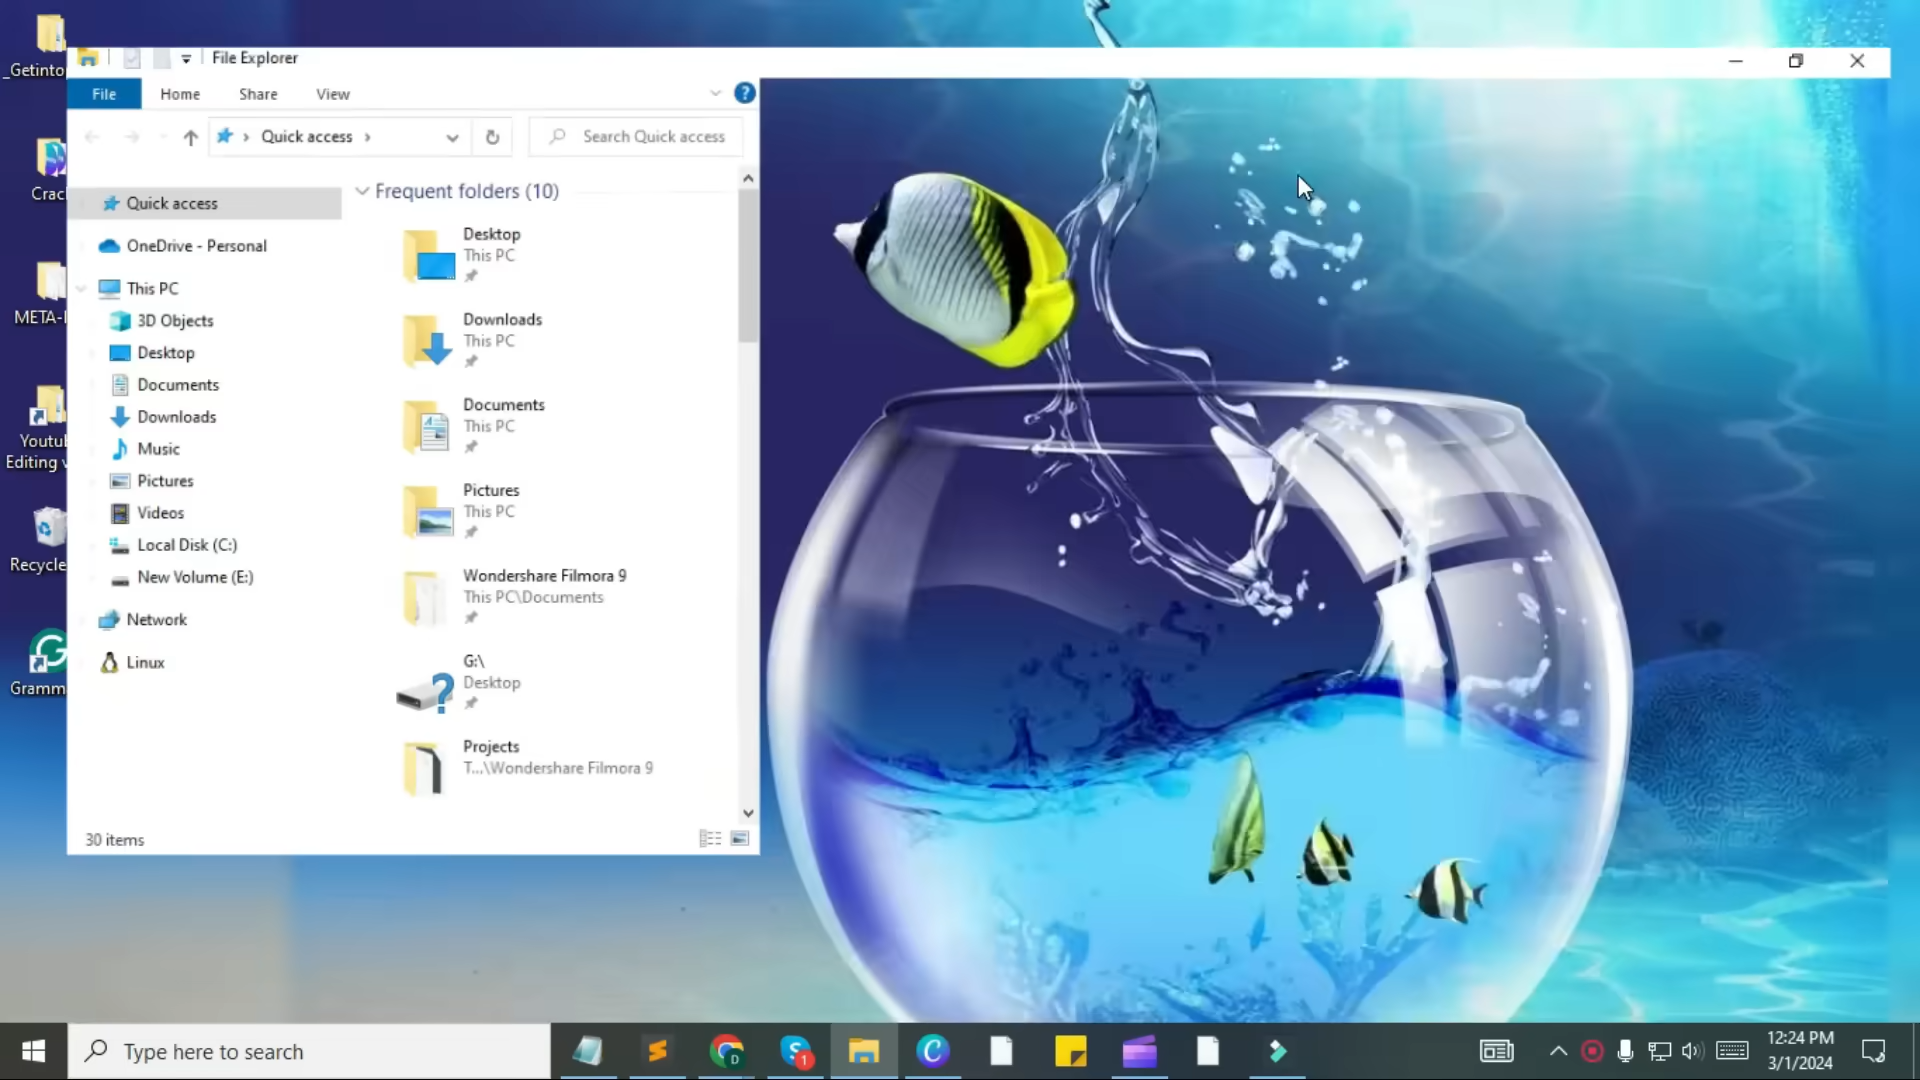 _Getinto
Crac
META-I
Youtub
Editing v
Recycle
Gramm
File Explorer
File Home Share View
Quick access
Search Quick access
Quick access
OneDrive - Personal
This PC
3D Objects
Desktop
Documents
Downloads
Music
Pictures
Videos
Local Disk (C:)
New Volume (E:)
Network
Linux
Frequent folders (10)
Desktop
This PC
Downloads
This PC
Documents
This PC
Pictures
This PC
Wondershare Filmora 9
This PC\Documents
G:\
Desktop
Projects
T...\Wondershare Filmora 9
30 items
Type here to search
D
1
12:24 PM
3/1/2024